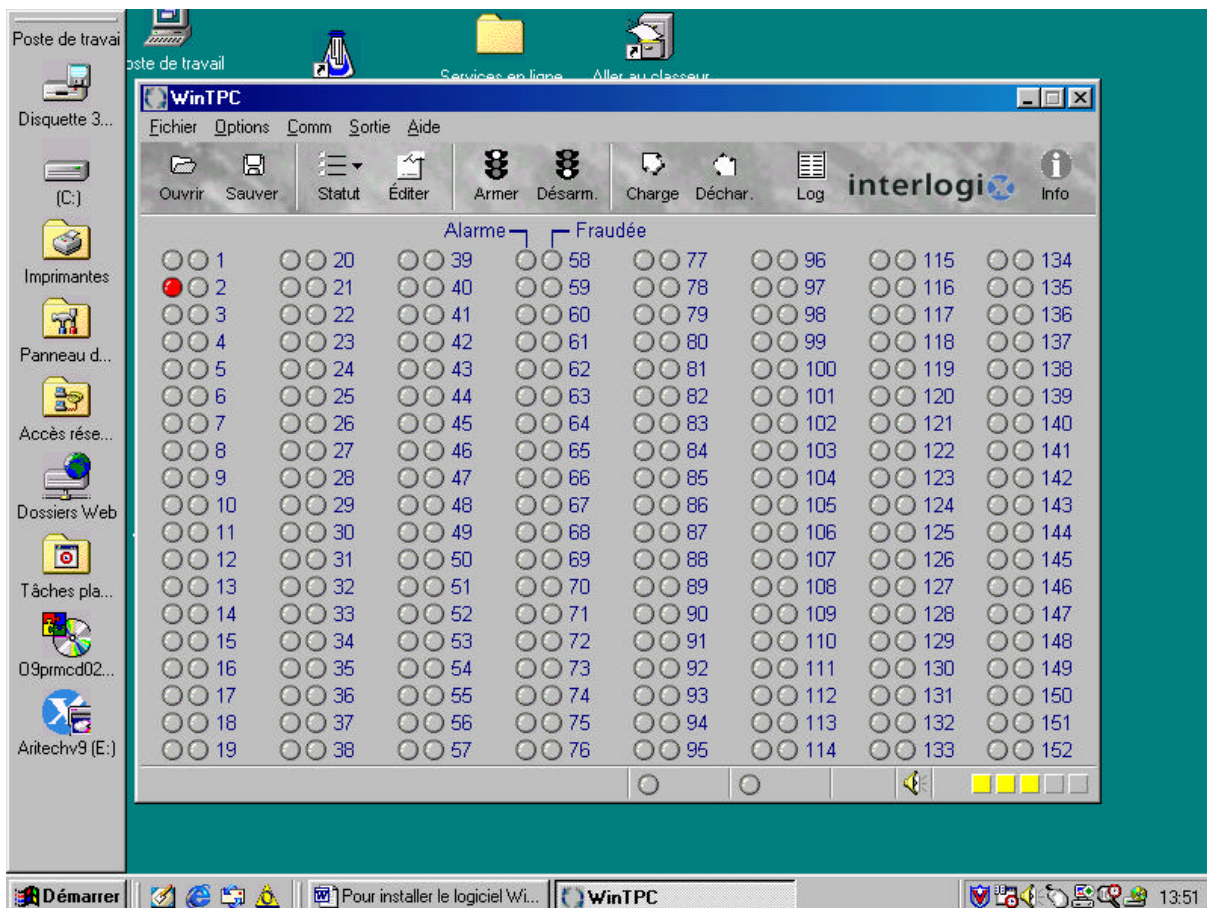 Poste de travai
oste de travail
Services en ligne
Aller au classeur
Disquette 3...
(C:)
Imprimantes
Panneau d...
Accès rése...
Dossiers Web
Tâches pla...
09prmcd02...
Aritechv9 (E:)
WinTPC
Fichier Options Comm Sortie Aide
Ouvrir Sauver Statut Éditer Armer Désarm. Charge Déchar. Log interlogix Info
Alarme Fraudée
1 20 39 58 77 96 115 134
2 21 40 59 78 97 116 135
3 22 41 60 79 98 117 136
4 23 42 61 80 99 118 137
5 24 43 62 81 100 119 138
6 25 44 63 82 101 120 139
7 26 45 64 83 102 121 140
8 27 46 65 84 103 122 141
9 28 47 66 85 104 123 142
10 29 48 67 86 105 124 143
11 30 49 68 87 106 125 144
12 31 50 69 88 107 126 145
13 32 51 70 89 108 127 146
14 33 52 71 90 109 128 147
15 34 53 72 91 110 129 148
16 35 54 73 92 111 130 149
17 36 55 74 93 112 131 150
18 37 56 75 94 113 132 151
19 38 57 76 95 114 133 152
Démarrer Pour installer le logiciel Wi... WinTPC 13:51